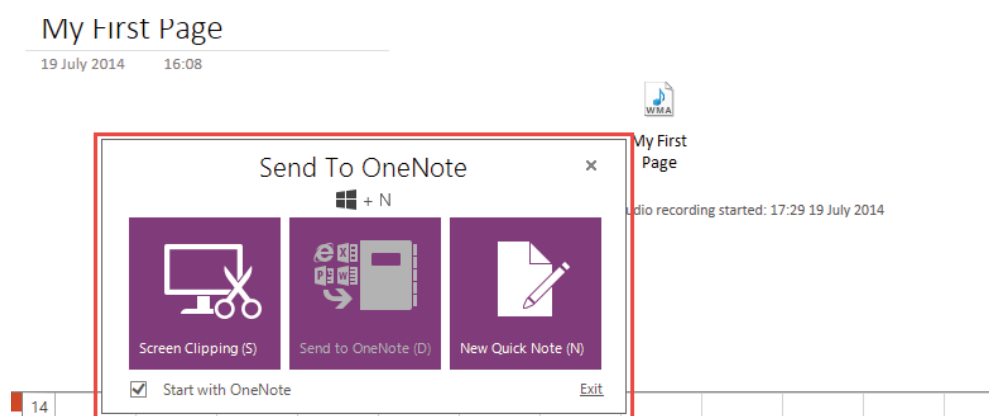 My First Page
19 July 2014 16:08
WMA
My First
Page
Audio recording started: 17:29 19 July 2014
Send To OneNote
+ N
Screen Clipping (S)
Send to OneNote (D)
New Quick Note (N)
Start with OneNote
Exit
14